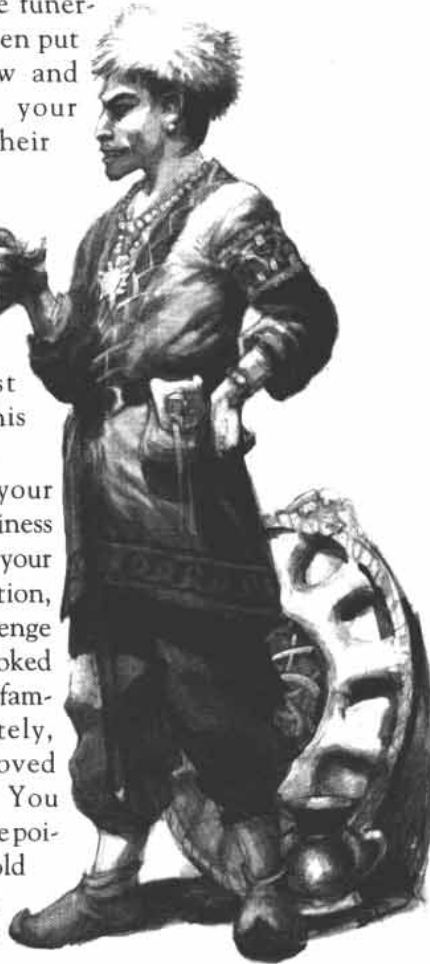 e funer-
en put
w and
your
heir
st
his
your
iness
your
tion,
enge
oked
fam-
tely,
oved
You
e poi-
old